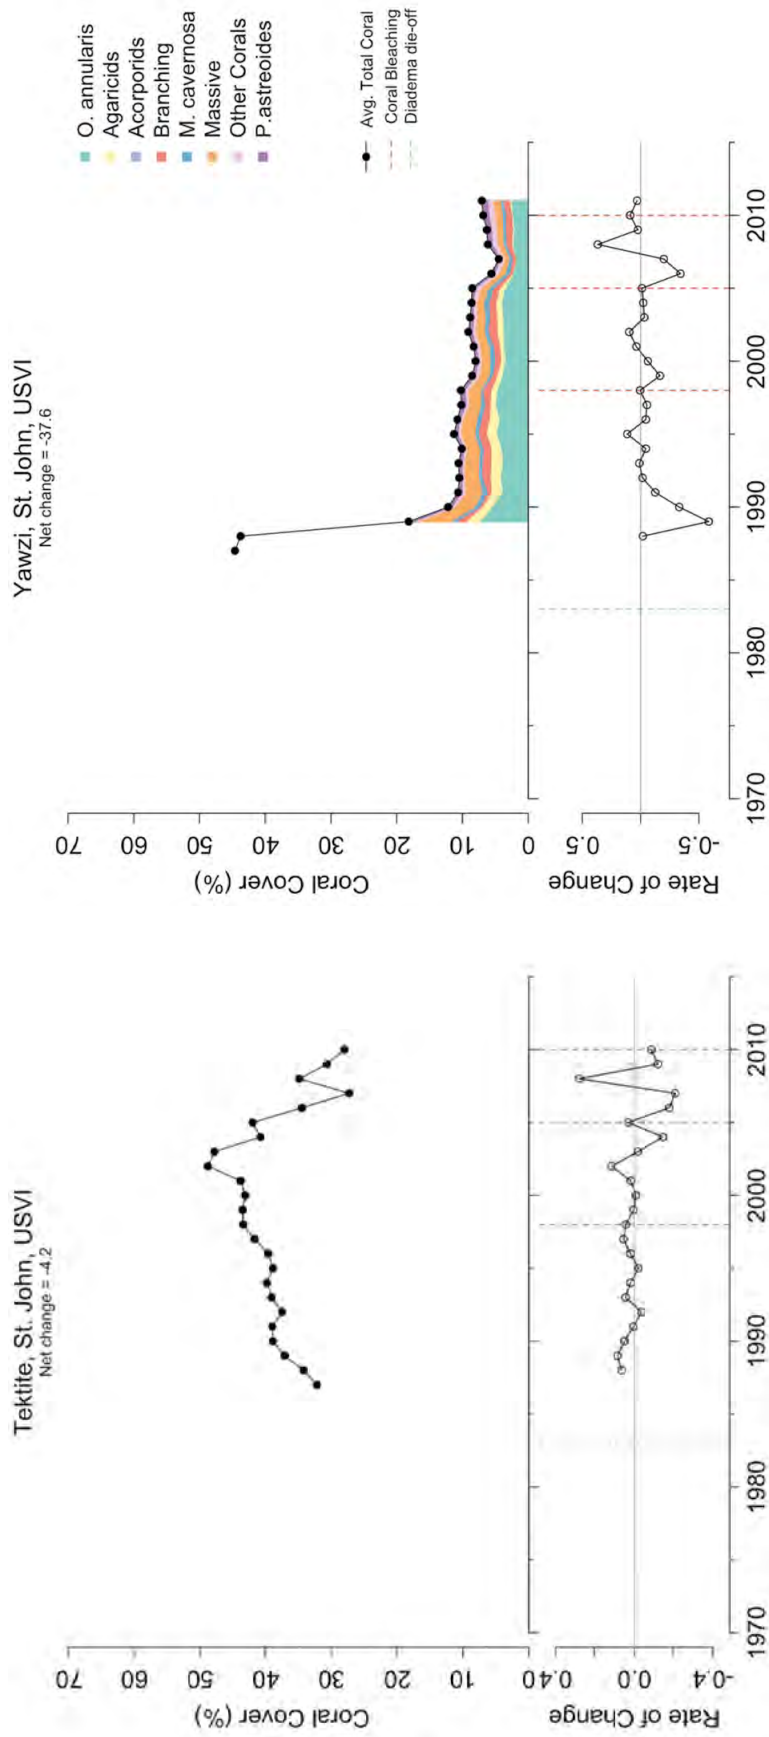 Tektite, St. John, USVI
Net change = -4.2
Coral Cover (%)
70
60
50
40
30
20
10
0
Rate of Change
0.4
0.0
-0.4
1970
1980
1990
2000
2010
Yawzi, St. John, USVI
Net change = -37.6
Coral Cover (%)
70
60
50
40
30
20
10
0
O. annularis
Agaricids
Acorporids
Branching
M. cavernosa
Massive
Other Corals
P.astreoides
Avg. Total Coral
Coral Bleaching
Diadema die-off
Rate of Change
0.5
-0.5
1970
1980
1990
2000
2010